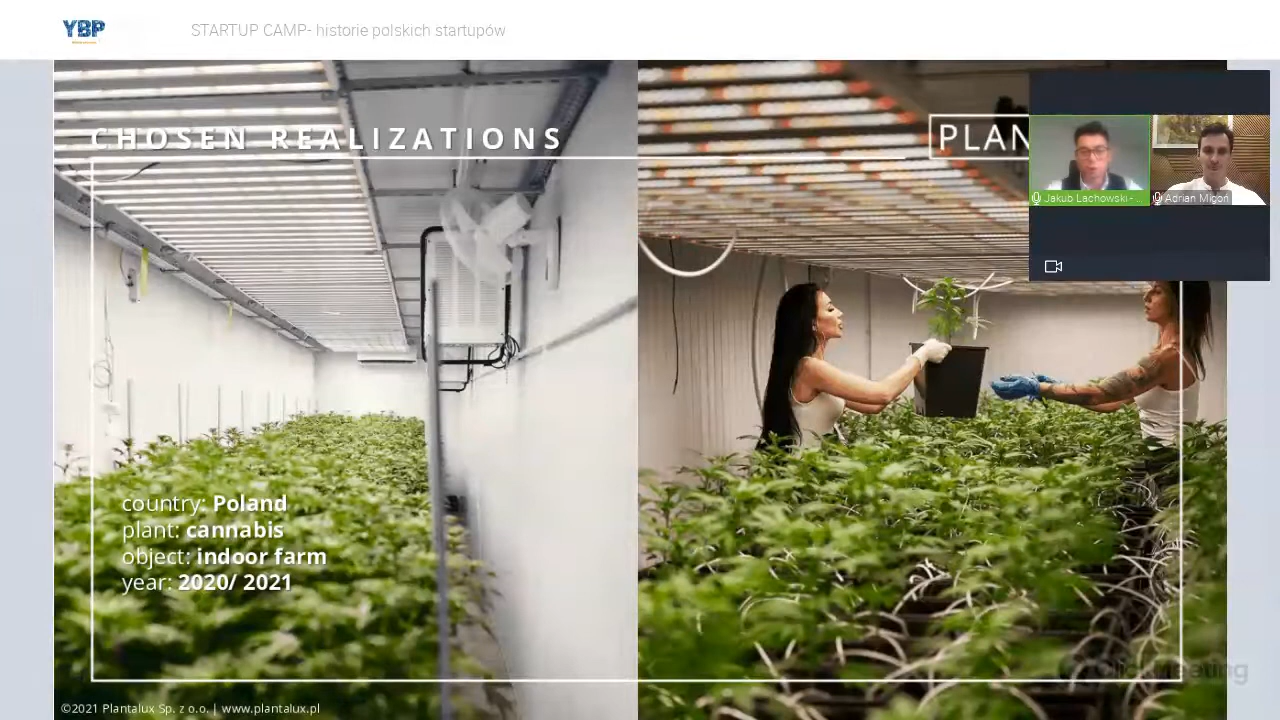 YBP
STARTUP CAMP- historie polskich startupów
CHOSEN REALIZATIONS
PLAN
Jakub Lachowski - ...
Adrian Migoń
country: Poland
plant: cannabis
object: indoor farm
year: 2020/ 2021
ClickMeeting
©2021 Plantalux Sp. z o.o. | www.plantalux.pl